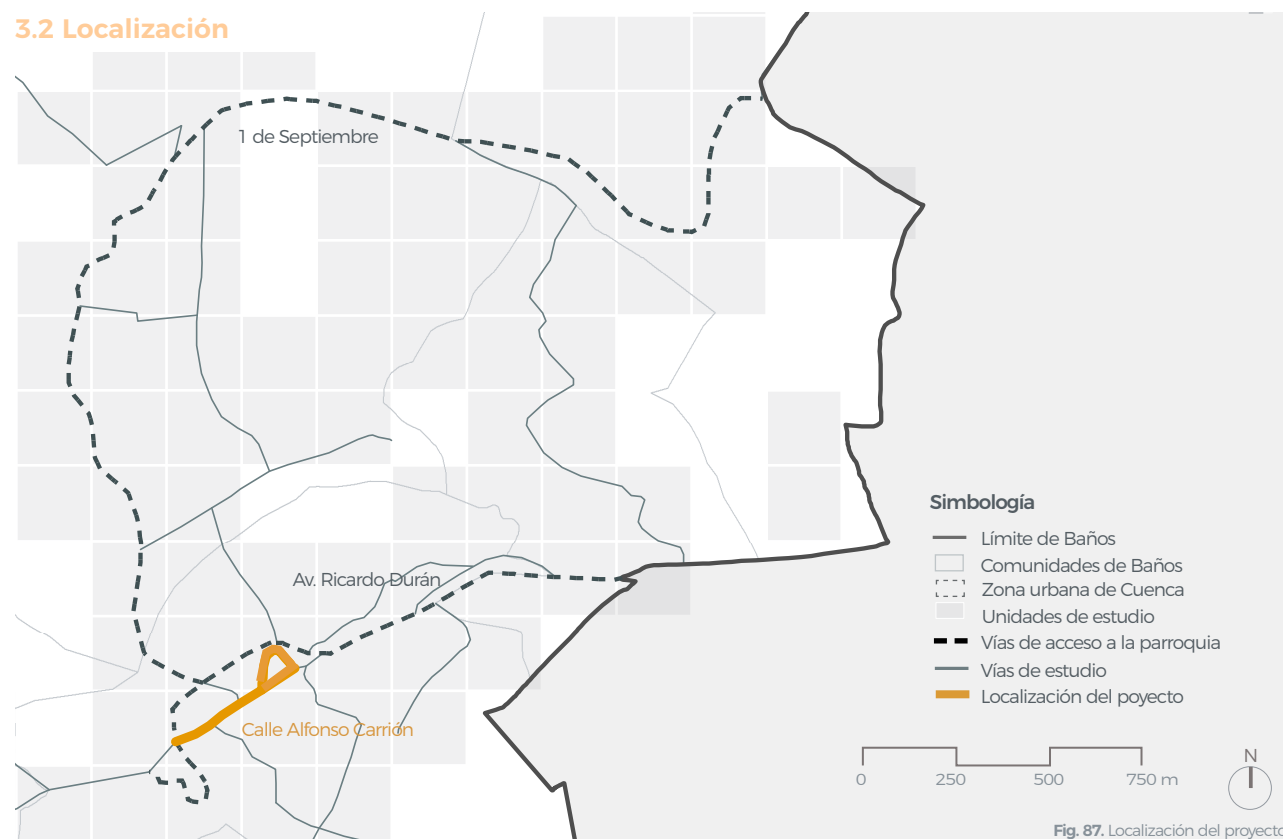 3.2 Localización
1 de Septiembre
Av. Ricardo Durán
Calle Alfonso Carrión
Simbología
Límite de Baños
Comunidades de Baños
Zona urbana de Cuenca
Unidades de estudio
Vías de acceso a la parroquia
Vías de estudio
Localización del poyecto
0 250 500 750 m
N
Fig. 87. Localización del proyecto